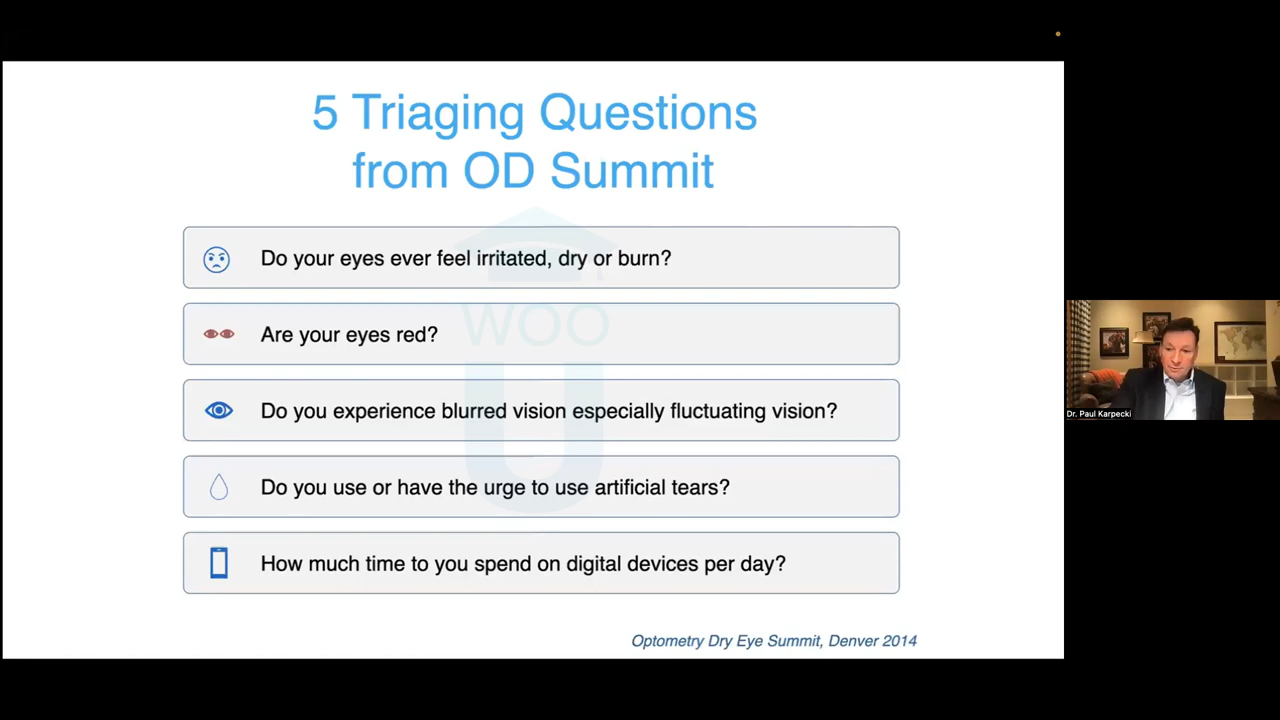 5 Triaging Questions
from OD Summit
Do your eyes ever feel irritated, dry or burn?
WOO
U
Are your eyes red?
Do you experience blurred vision especially fluctuating vision?
Do you use or have the urge to use artificial tears?
How much time to you spend on digital devices per day?
Optometry Dry Eye Summit, Denver 2014
Dr. Paul Karpecki